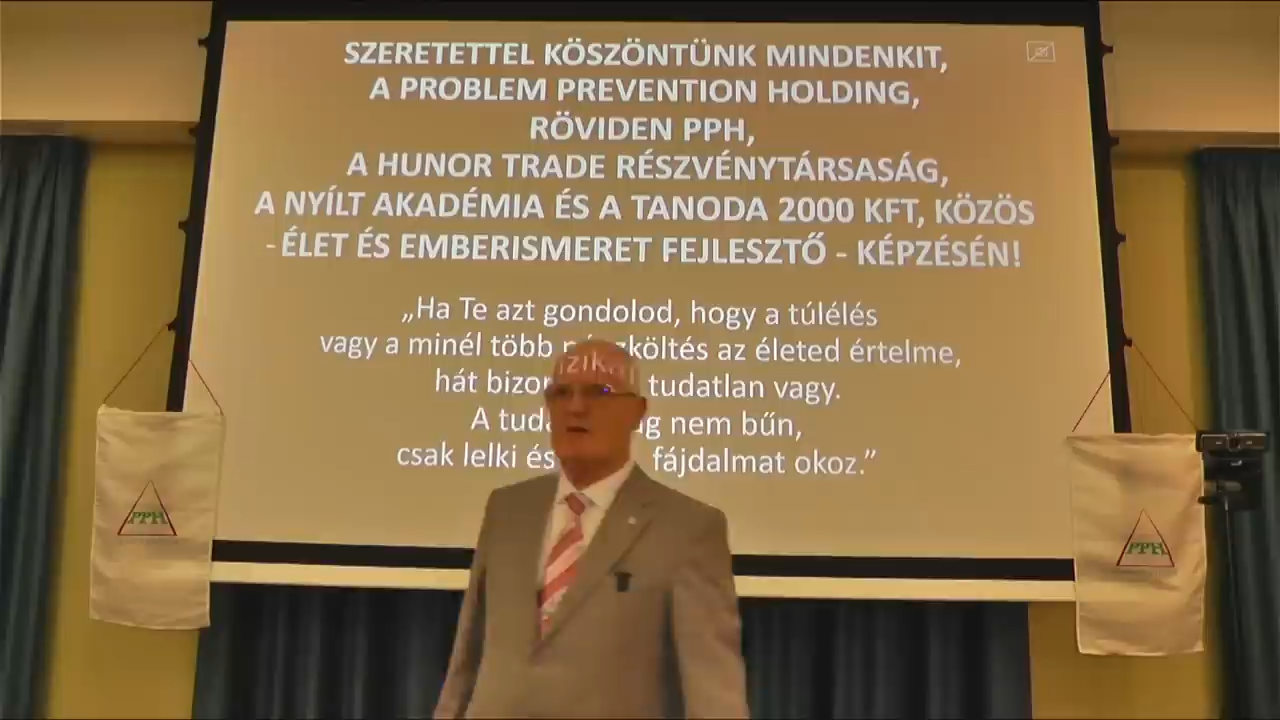 SZERETETTEL KÖSZÖNTÜNK MINDENKIT,
A PROBLEM PREVENTION HOLDING,
RÖVIDEN PPH,
A HUNOR TRADE RÉSZVÉNYTÁRSASÁG,
A NYÍLT AKADÉMIA ÉS A TANODA 2000 KFT, KÖZÖS
- ÉLET ÉS EMBERISMERET FEJLESZTŐ - KÉPZÉSÉN!
„Ha Te azt gondolod, hogy a túlélés
vagy a minél több költés az életed értelme,
hát tudatlan vagy.
A nem bűn,
csak lelki és fájdalmat okoz.”
PPH
PPH